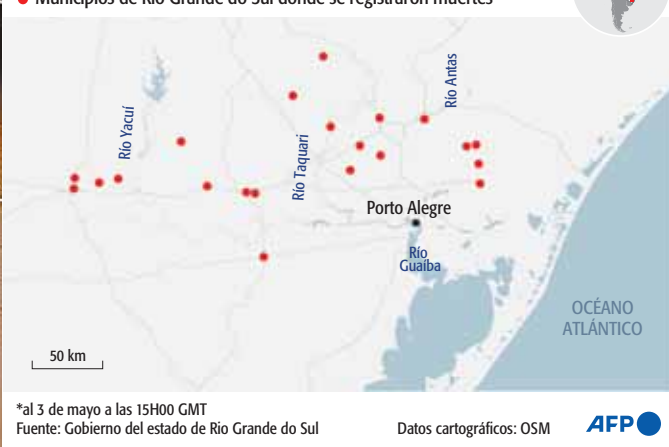 Municipios de Rio Grande do Sul donde se registraron muertes
Río Antas
Río Yacuí
Río Taquari
Porto Alegre
Río
Guaíba
OCÉANO
ATLÁNTICO
50 km
*al 3 de mayo a las 15H00 GMT
Fuente: Gobierno del estado de Rio Grande do Sul
Datos cartográficos: OSM
AFP